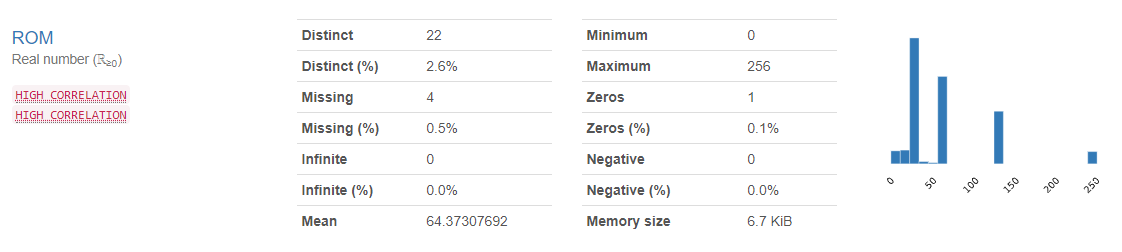 ROM
Real number (ℝ≥0)
HIGH CORRELATION
HIGH CORRELATION
Distinct 22
Distinct (%) 2.6%
Missing 4
Missing (%) 0.5%
Infinite 0
Infinite (%) 0.0%
Mean 64.37307692
Minimum 0
Maximum 256
Zeros 1
Zeros (%) 0.1%
Negative 0
Negative (%) 0.0%
Memory size 6.7 KiB
0 50 100 150 200 250